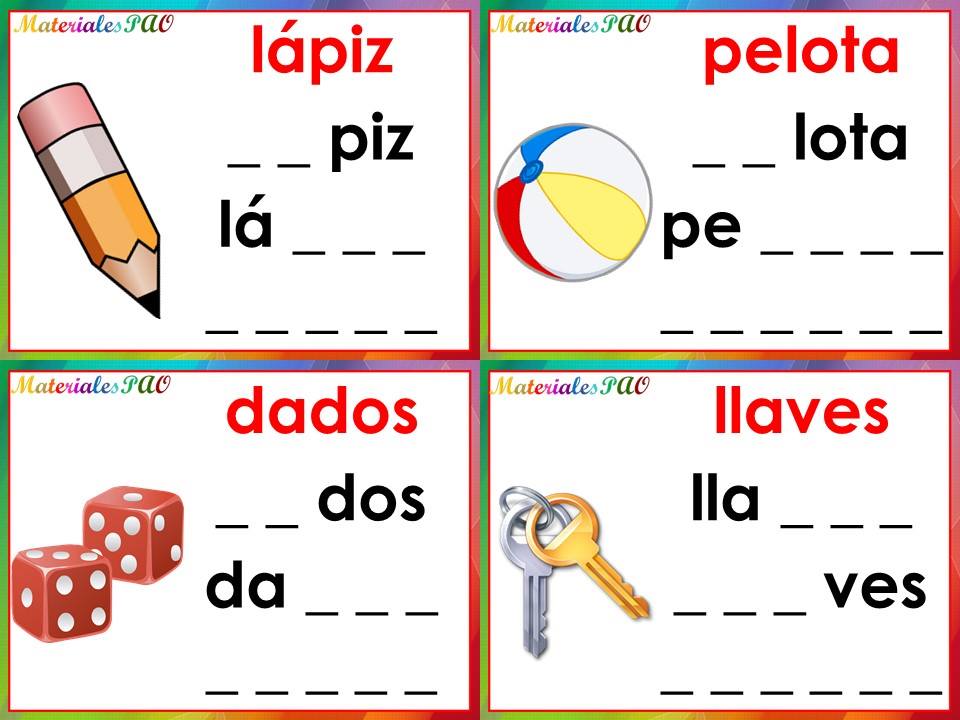 MaterialesPAO
lápiz
_ _ piz
lá _ _ _
_ _ _ _ _
MaterialesPAO
pelota
_ _ lota
pe _ _ _ _
_ _ _ _ _ _
MaterialesPAO
dados
_ _ dos
da _ _ _
_ _ _ _ _
MaterialesPAO
llaves
lla _ _ _
_ _ _ ves
_ _ _ _ _ _